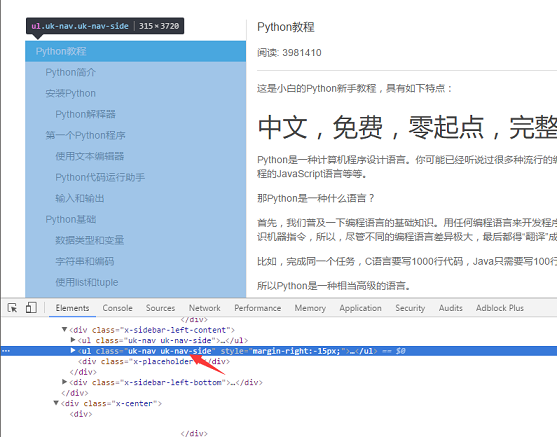 ul.uk-nav.uk-nav-side | 315×3720
Python教程
Python简介
安装Python
Python解释器
第一个Python程序
使用文本编辑器
Python代码运行助手
输入和输出
Python基础
数据类型和变量
字符串和编码
使用list和tuple
Python教程
阅读: 3981410
这是小白的Python新手教程，具有如下特点：
中文，免费，零起点，完整
Python是一种计算机程序设计语言。你可能已经听说过很多种流行的编
程的JavaScript语言等等。
那Python是一种什么语言？
首先，我们普及一下编程语言的基础知识。用任何编程语言来开发程序
识机器指令，所以，尽管不同的编程语言差异极大，最后都得“翻译”成
比如，完成同一个任务，C语言要写1000行代码，Java只需要写100行
所以Python是一种相当高级的语言。
Elements Console Sources Network Performance Memory Application Security Audits Adblock Plus
</div>
▼<div class="x-sidebar-left-content">
▶<ul class="uk-nav uk-nav-side">…</ul>
… ▶<ul class="uk-nav uk-nav-side" style="margin-right:-15px;">…</ul> == $0
<div class="x-placeholder"></div>
</div>
▶<div class="x-sidebar-left-bottom">…</div>
</div>
▼<div class="x-center">
▼<div>
</div>